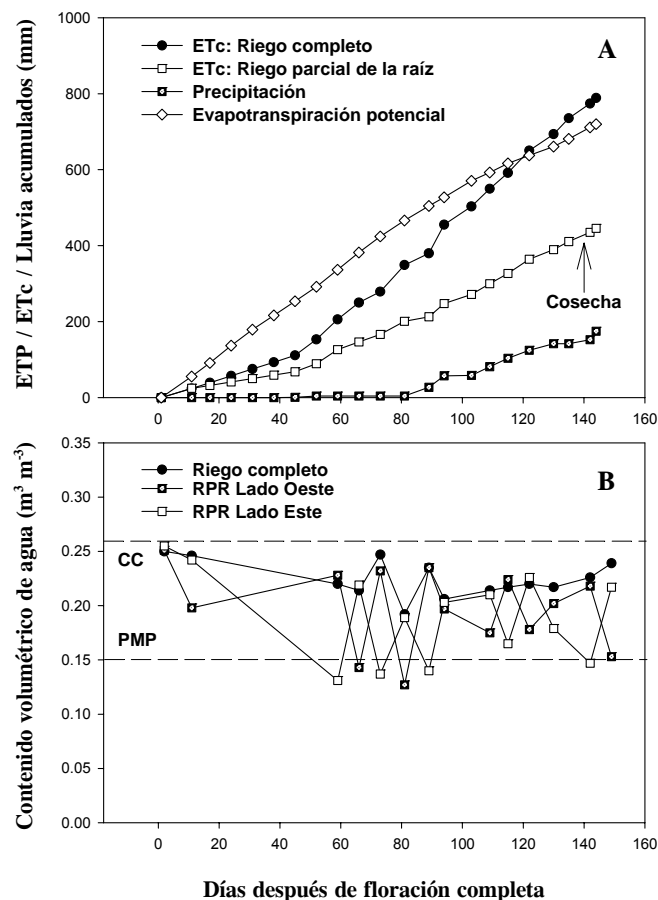 1000
800
600
400
200
0
ETP / ETc / Lluvia acumulados (mm)
ETc: Riego completo
ETc: Riego parcial de la raíz
Precipitación
Evapotranspiración potencial
A
Cosecha
0 20 40 60 80 100 120 140 160
0.35
0.30
0.25
0.20
0.15
0.10
0.05
0.00
Contenido volumétrico de agua (m³ m⁻³)
Riego completo
RPR Lado Oeste
RPR Lado Este
B
CC
PMP
0 20 40 60 80 100 120 140 160
Días después de floración completa